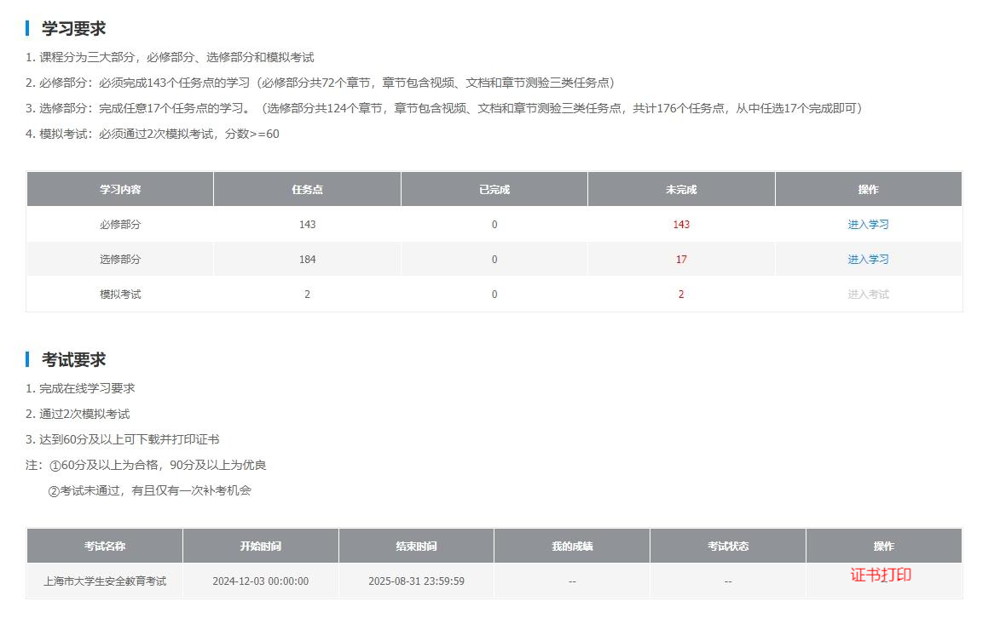 学习要求
1. 课程分为三大部分，必修部分、选修部分和模拟考试
2. 必修部分：必须完成143个任务点的学习（必修部分共72个章节，章节包含视频、文档和章节测验三类任务点）
3. 选修部分：完成任意17个任务点的学习。（选修部分共124个章节，章节包含视频、文档和章节测验三类任务点，共计176个任务点，从中任选17个完成即可）
4. 模拟考试：必须通过2次模拟考试，分数>=60
学习内容 任务点 已完成 未完成 操作
必修部分 143 0 143 进入学习
选修部分 184 0 17 进入学习
模拟考试 2 0 2 进入考试
考试要求
1. 完成在线学习要求
2. 通过2次模拟考试
3. 达到60分及以上可下载并打印证书
注：①60分及以上为合格，90分及以上为优良
②考试未通过，有且仅有一次补考机会
考试名称 开始时间 结束时间 我的成绩 考试状态 操作
上海市大学生安全教育考试 2024-12-03 00:00:00 2025-08-31 23:59:59 -- -- 证书打印